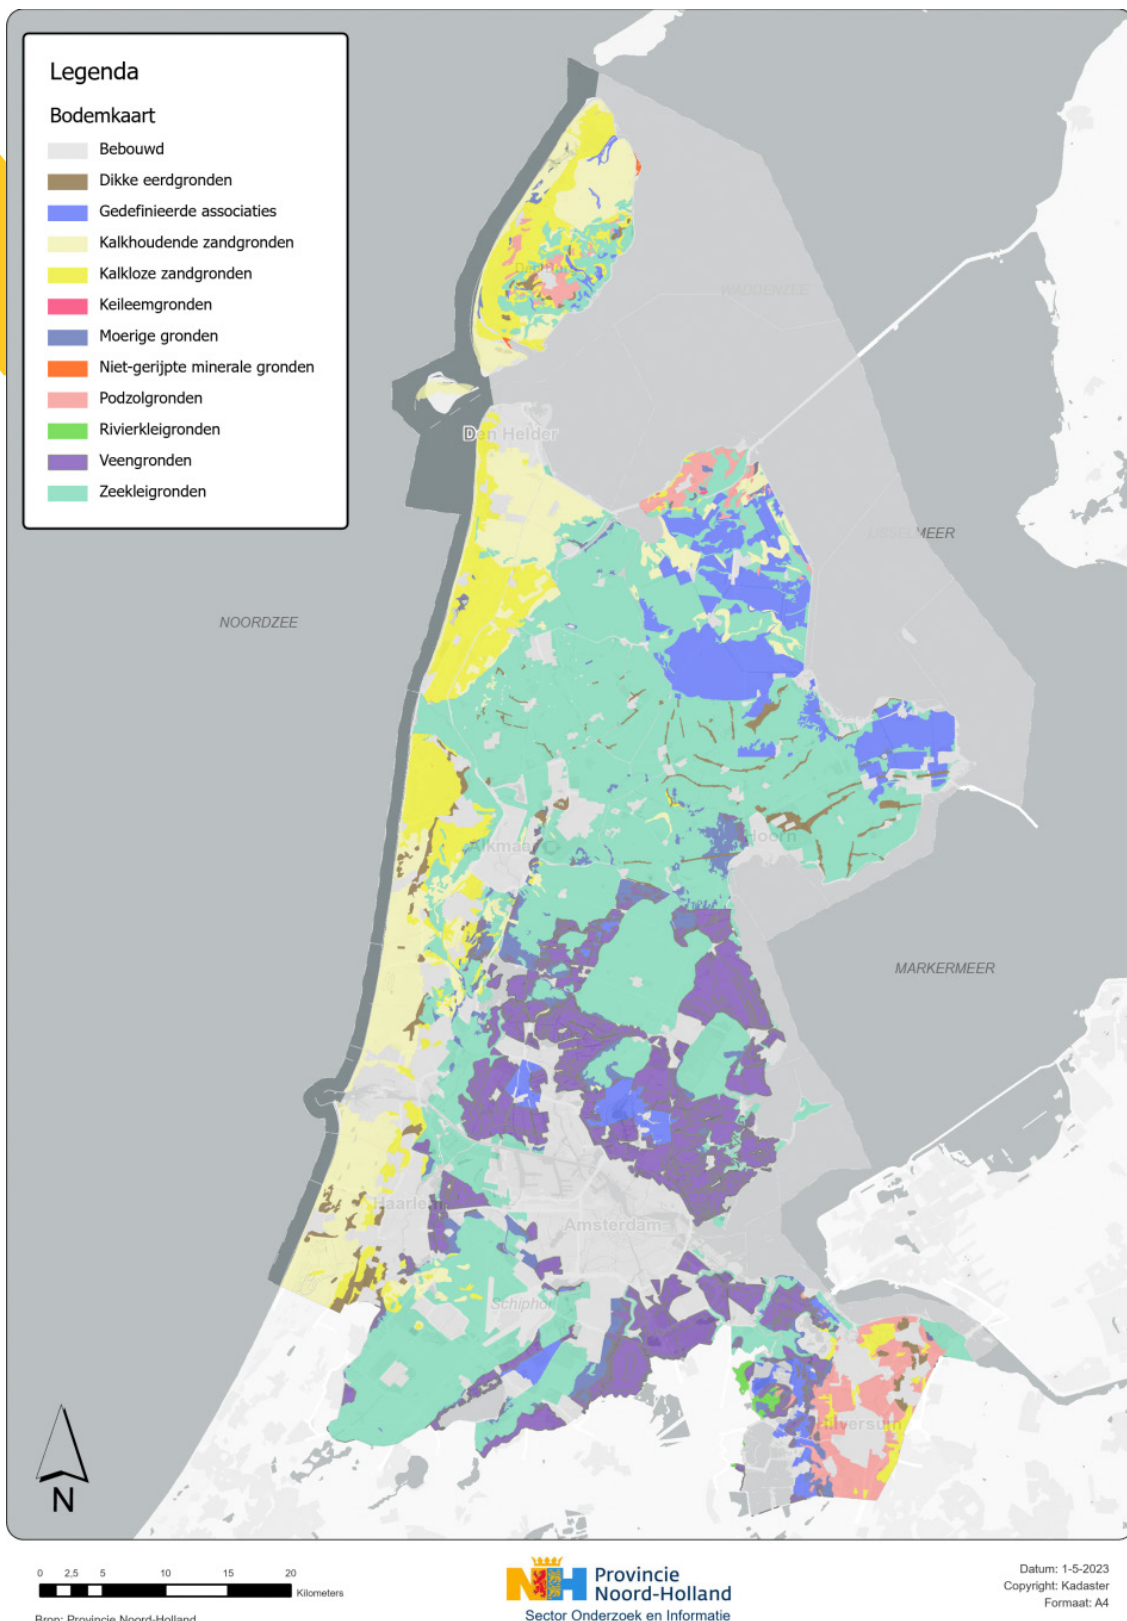 Legenda
Bodemkaart
Bebouwd
Dikke eerdgronden
Gedefinieerde associaties
Kalkhoudende zandgronden
Kalkloze zandgronden
Keileemgronden
Moerige gronden
Niet-gerijpte minerale gronden
Podzolgronden
Rivierkleigronden
Veengronden
Zeekleigronden
WADDENZEE
Den Helder
IJSSELMEER
NOORDZEE
Alkmaar
Hoorn
MARKERMEER
Haarlem
Amsterdam
Schiphol
Hilversum
N
0 2,5 5 10 15 20
Kilometers
Bron: Provincie Noord-Holland
Provincie
Noord-Holland
Sector Onderzoek en Informatie
Datum: 1-5-2023
Copyright: Kadaster
Formaat: A4